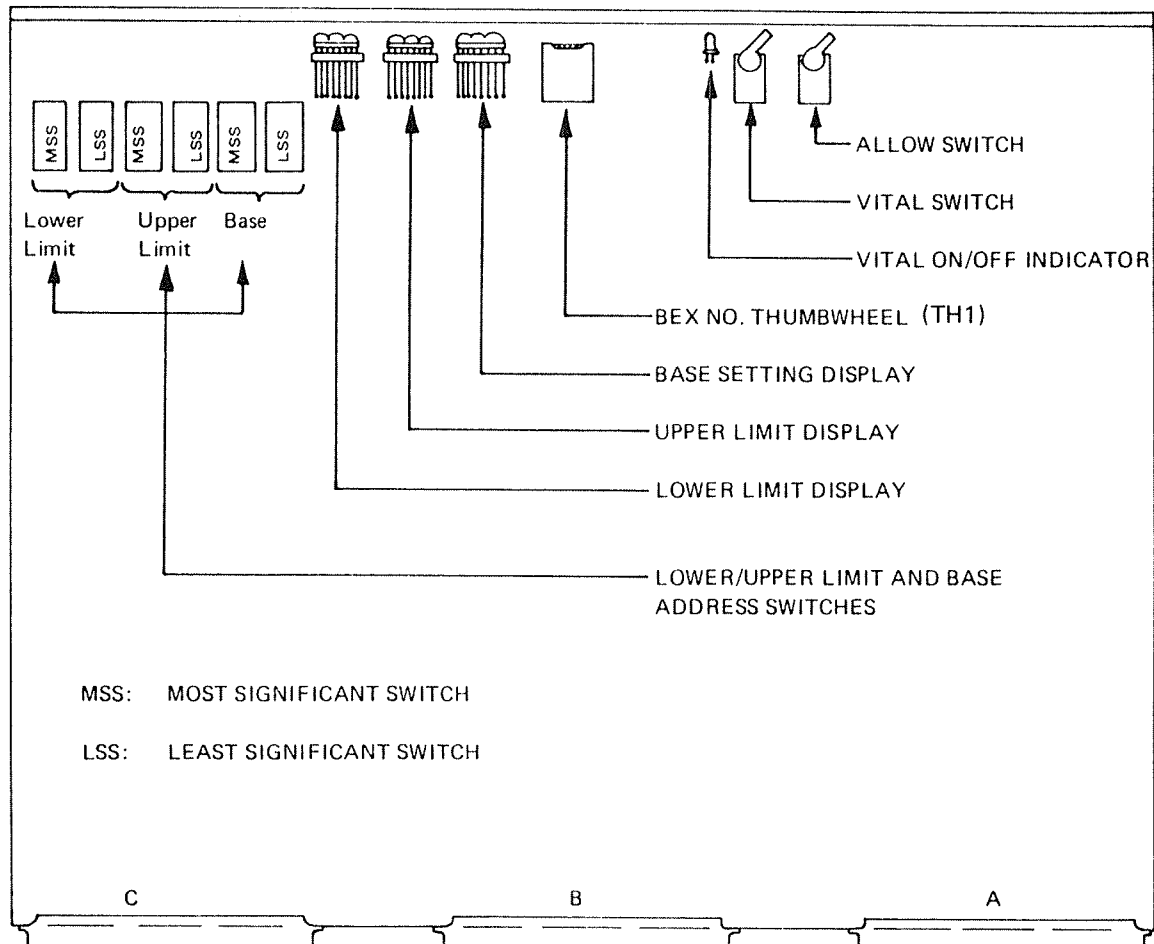 MSS LSS MSS LSS MSS LSS
Lower Limit
Upper Limit
Base
ALLOW SWITCH
VITAL SWITCH
VITAL ON/OFF INDICATOR
BEX NO. THUMBWHEEL (TH1)
BASE SETTING DISPLAY
UPPER LIMIT DISPLAY
LOWER LIMIT DISPLAY
LOWER/UPPER LIMIT AND BASE
ADDRESS SWITCHES
MSS: MOST SIGNIFICANT SWITCH
LSS: LEAST SIGNIFICANT SWITCH
C B A